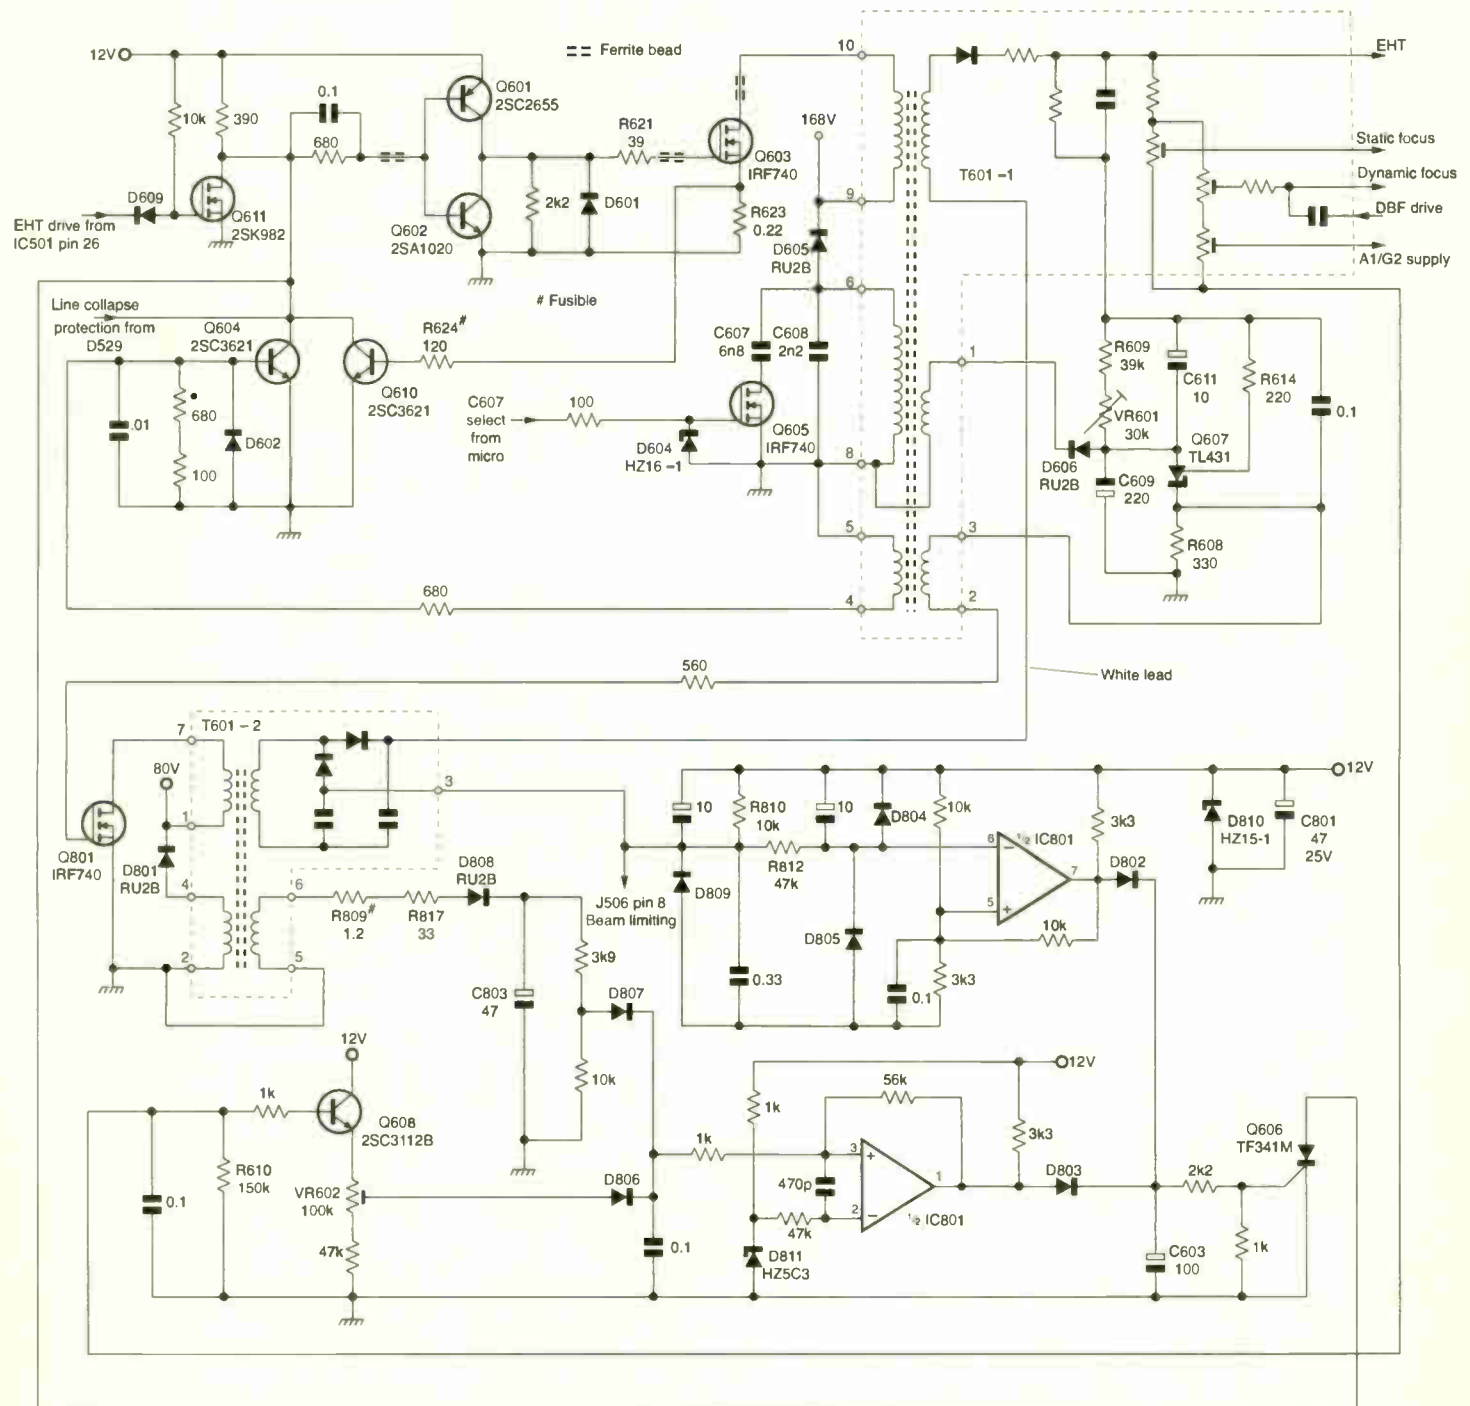 12V
Ferrite bead
10
EHT
Q601
2SC2655
0.1
10k
390
680
R621
39
Q603
IRF740
168V
T601 -1
Static focus
Dynamic focus
DBF drive
A1/G2 supply
D609
Q611
2SK982
EHT drive from
IC501 pin 26
Q602
2SA1020
2k2
D601
R623
0.22
9
D605
RU2B
6
# Fusible
Line collapse
protection from
D529
Q604
2SC3621
R624#
120
Q610
2SC3621
C607
6n8
C608
2n2
1
R609
39k
C611
10
R614
220
0.1
VR601
30k
Q607
TL431
.01
680
100
D602
C607
select
from
micro
100
Q605
IRF740
D604
HZ16 -1
8
D606
RU2B
C609
220
5
3
R608
330
680
4
2
560
White lead
7
T601 - 2
80V
3
12V
1
Q801
IRF740
D801
RU2B
10
R810
10k
10
D804
10k
3k3
D810
HZ15-1
C801
47
25V
6
½ IC801
7
D802
4
6
D808
RU2B
R809#
1.2
R817
33
J506 pin 8
Beam limiting
D809
R812
47k
5
2
5
3k9
D805
10k
C803
47
D807
0.33
0.1
3k3
12V
10k
12V
1k
Q608
2SC3112B
1k
56k
3k3
Q606
TF341M
R610
150k
0.1
VR602
100k
D806
1k
3
470p
1
D803
2k2
47k
2
½ IC801
47k
0.1
D811
HZ5C3
C603
100
1k